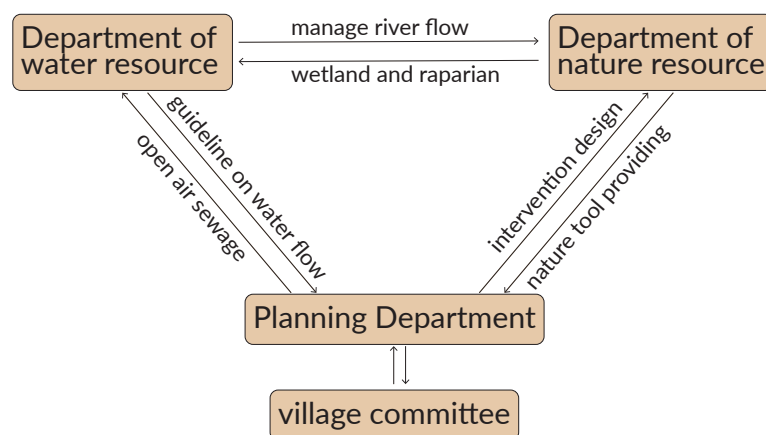 Department of
water resource
manage river flow
wetland and raparian
Department of
nature resource
guideline on water flow
open air sewage
intervention design
nature tool providing
Planning Department
village committee